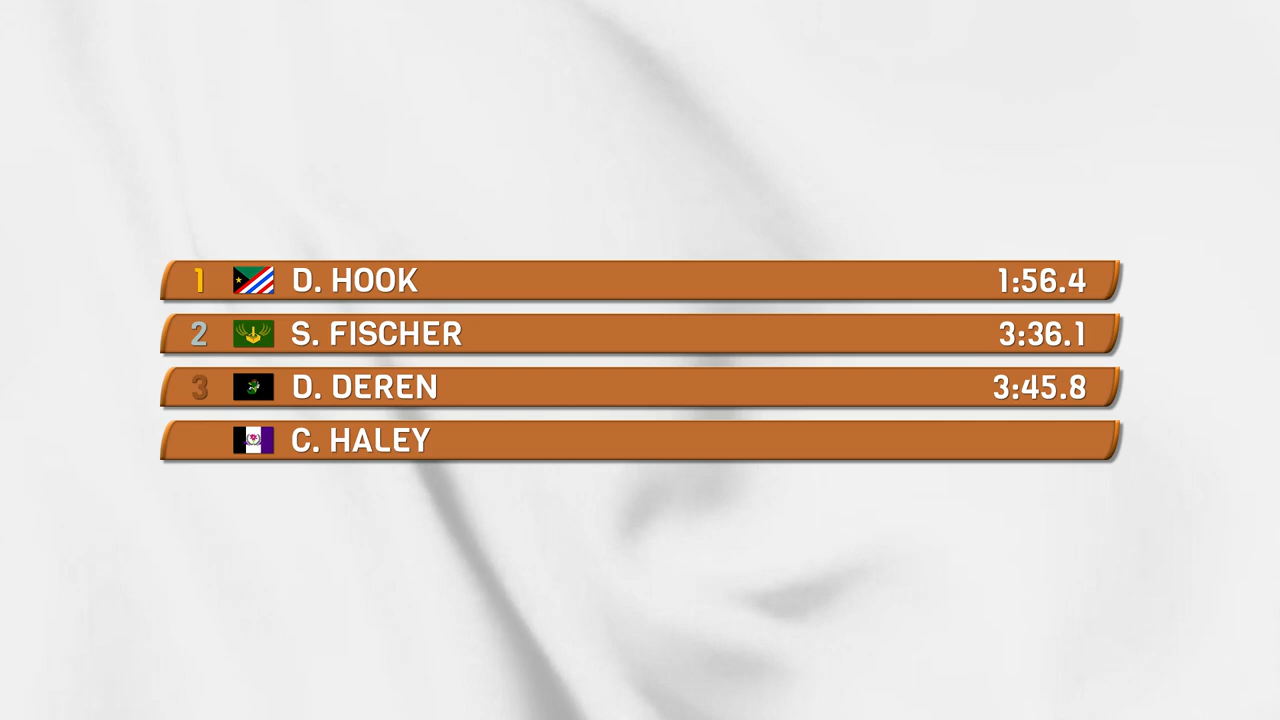 1 D. HOOK 1:56.4
2 S. FISCHER 3:36.1
3 D. DEREN 3:45.8
C. HALEY